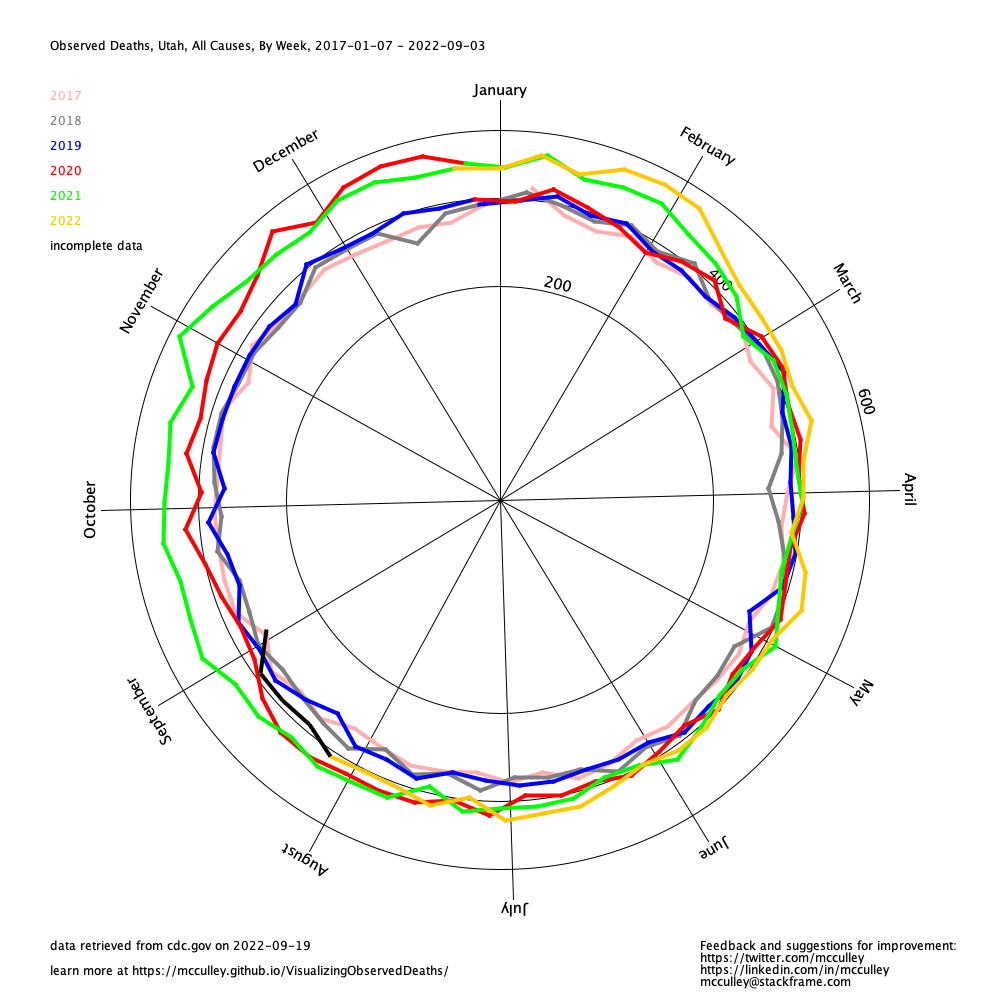 Observed Deaths, Utah, All Causes, By Week, 2017-01-07 - 2022-09-03
2017
2018
2019
2020
2021
2022
incomplete data
January
February
March
April
May
June
July
August
September
October
November
December
200
400
600
data retrieved from cdc.gov on 2022-09-19
learn more at https://mcculley.github.io/VisualizingObservedDeaths/
Feedback and suggestions for improvement:
https://twitter.com/mcculley
https://linkedin.com/in/mcculley
mcculley@stackframe.com